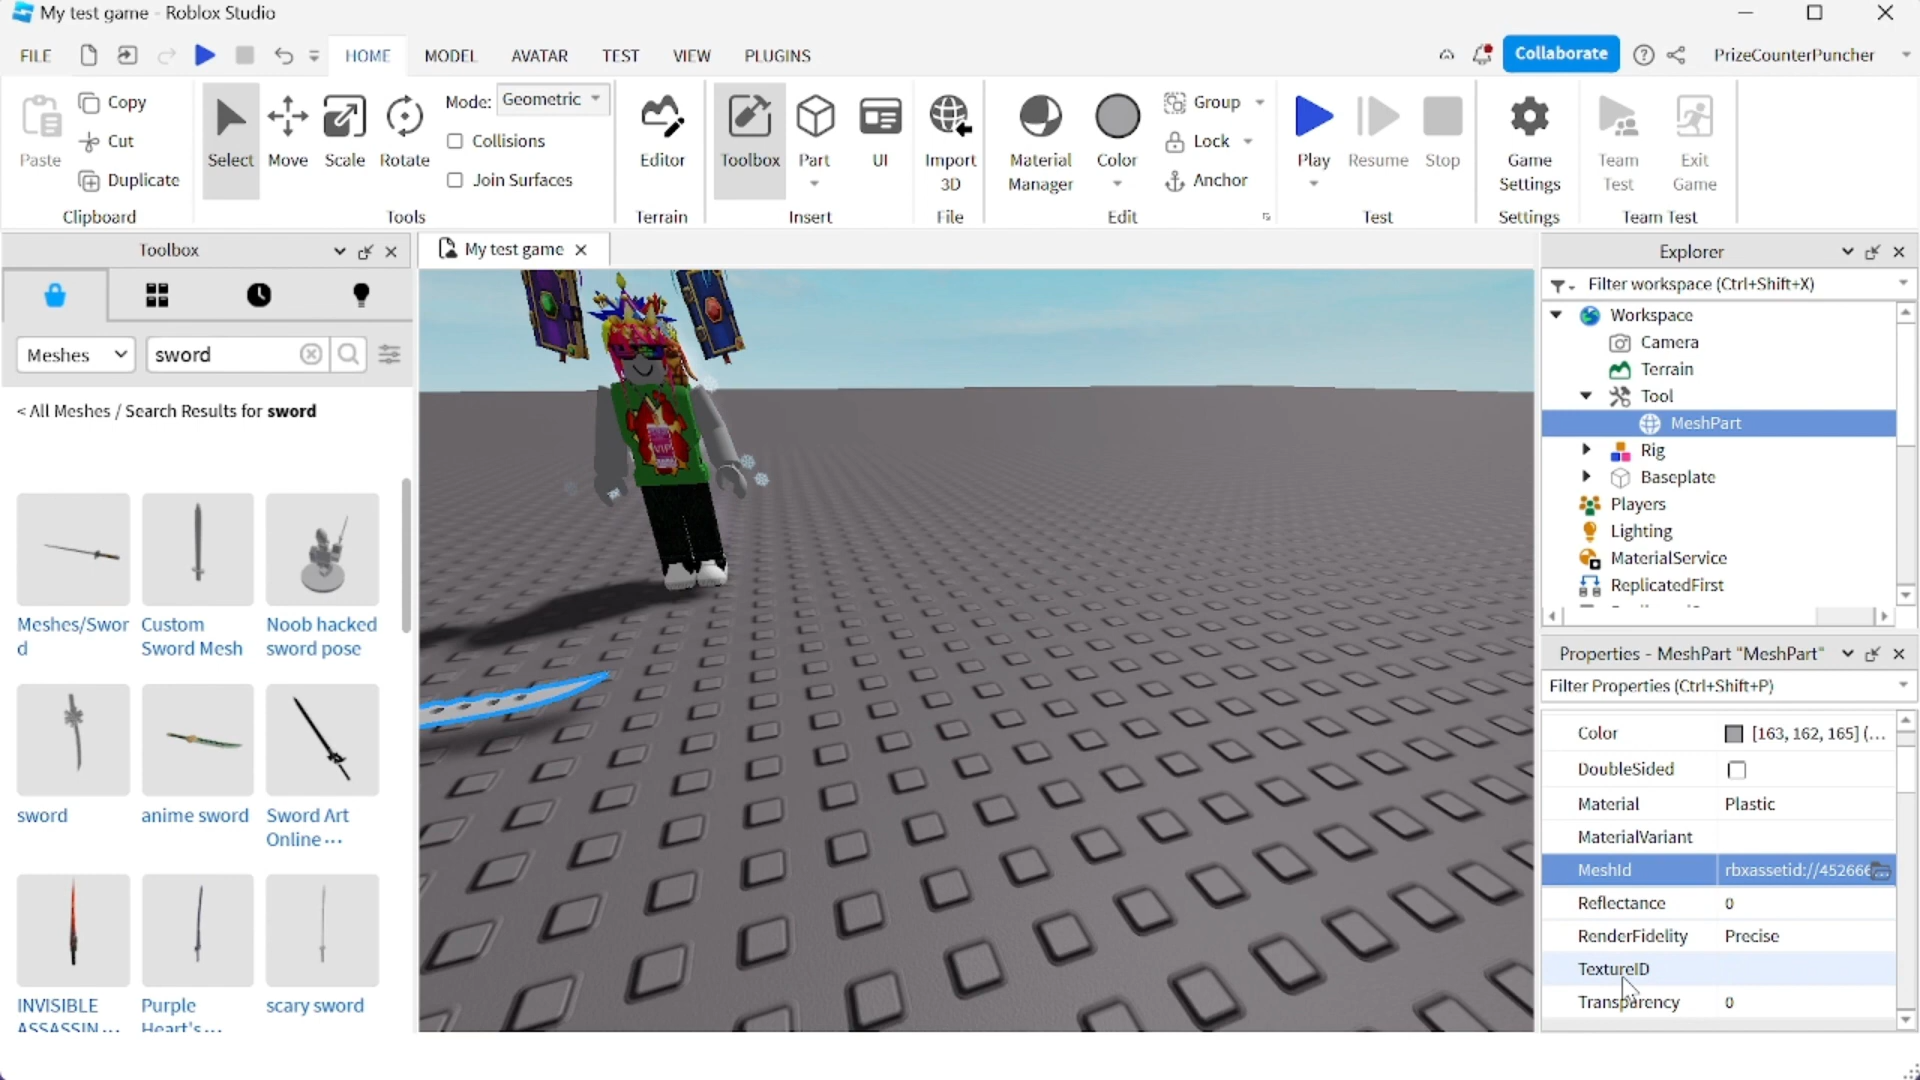 My test game - Roblox Studio
FILE
HOME
MODEL
AVATAR
TEST
VIEW
PLUGINS
Collaborate
PrizeCounterPuncher
Paste
Copy
Cut
Duplicate
Clipboard
Select
Move
Scale
Rotate
Mode:
Geometric
Collisions
Join Surfaces
Tools
Editor
Terrain
Toolbox
Part
UI
Insert
Import
3D
File
Material
Manager
Color
Group
Lock
Anchor
Edit
Play
Resume
Stop
Test
Game
Settings
Settings
Team
Test
Exit
Game
Team Test
Toolbox
Meshes
sword
< All Meshes / Search Results for sword
Meshes/Swor
d
Custom
Sword Mesh
Noob hacked
sword pose
sword
anime sword
Sword Art
Online ...
INVISIBLE
ASSASSIN ...
Purple
Heart's ...
scary sword
My test game
VIP
Explorer
Filter workspace (Ctrl+Shift+X)
Workspace
Camera
Terrain
Tool
MeshPart
Rig
Baseplate
Players
Lighting
MaterialService
ReplicatedFirst
Properties - MeshPart "MeshPart"
Filter Properties (Ctrl+Shift+P)
Color [163, 162, 165] (...
DoubleSided
Material Plastic
MaterialVariant
MeshId rbxassetid://452666
Reflectance 0
RenderFidelity Precise
TextureID
Transparency 0